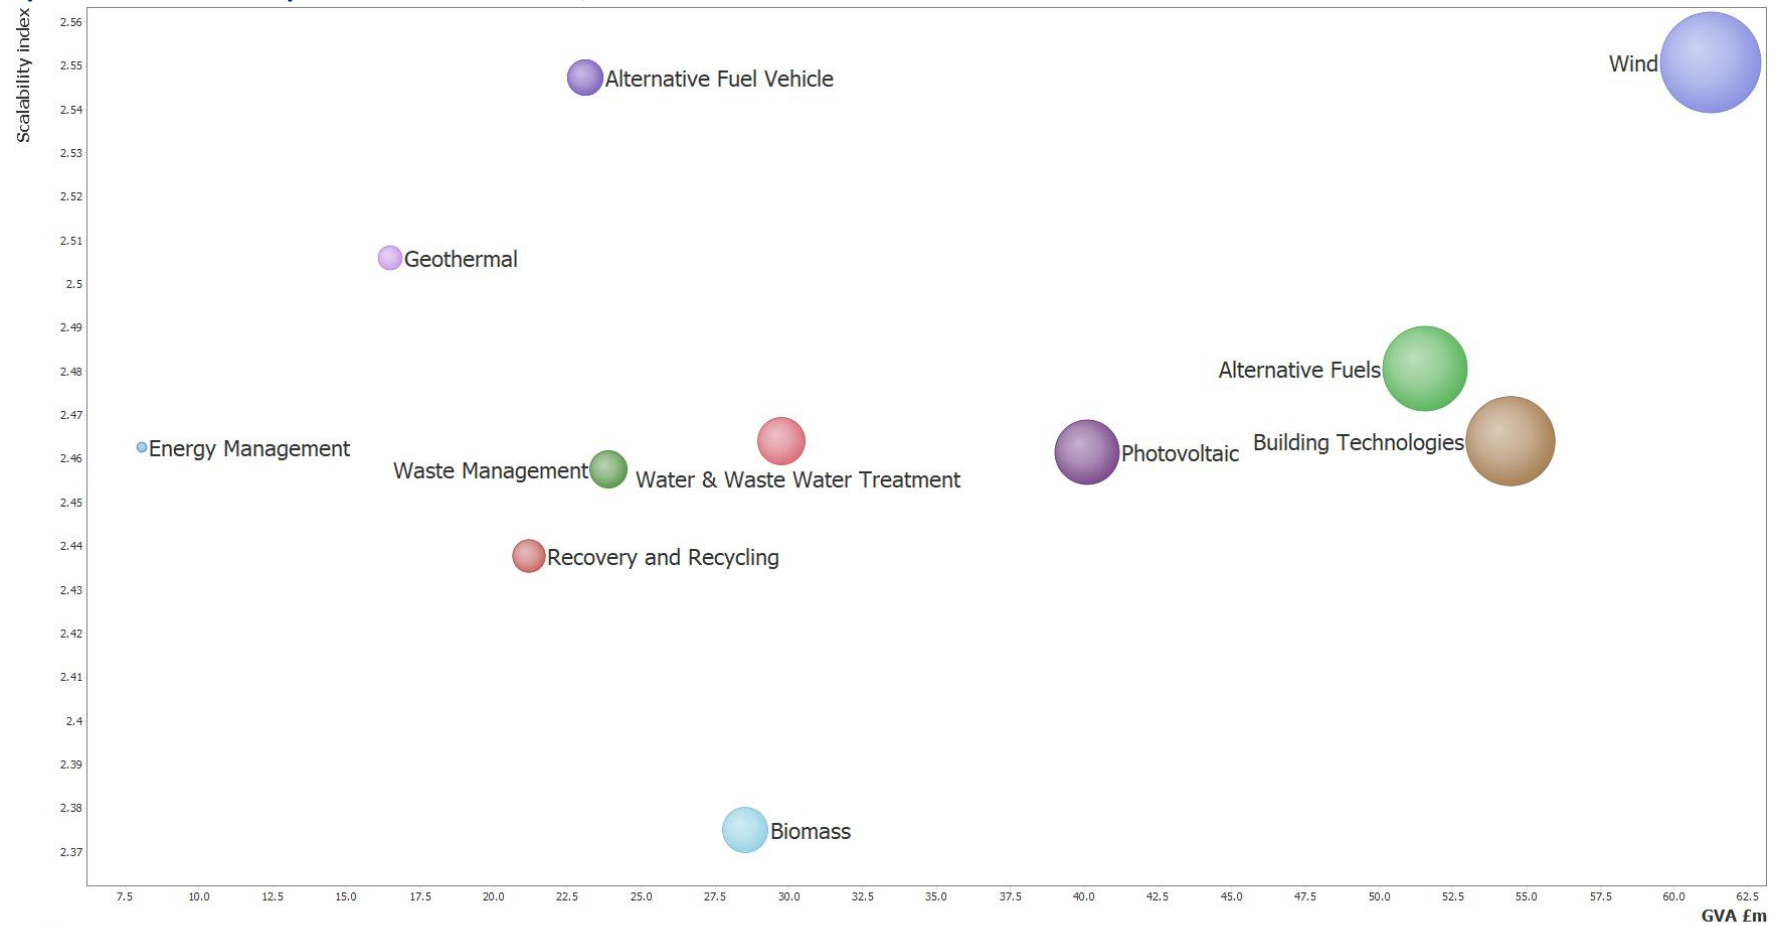 Scalability index
2.56
2.55
2.54
2.53
2.52
2.51
2.5
2.49
2.48
2.47
2.46
2.45
2.44
2.43
2.42
2.41
2.4
2.39
2.38
2.37
Wind
Alternative Fuel Vehicle
Geothermal
Alternative Fuels
Building Technologies
Energy Management
Photovoltaic
Waste Management
Water & Waste Water Treatment
Recovery and Recycling
Biomass
7.5 10.0 12.5 15.0 17.5 20.0 22.5 25.0 27.5 30.0 32.5 35.0 37.5 40.0 42.5 45.0 47.5 50.0 52.5 55.0 57.5 60.0 62.5
GVA £m